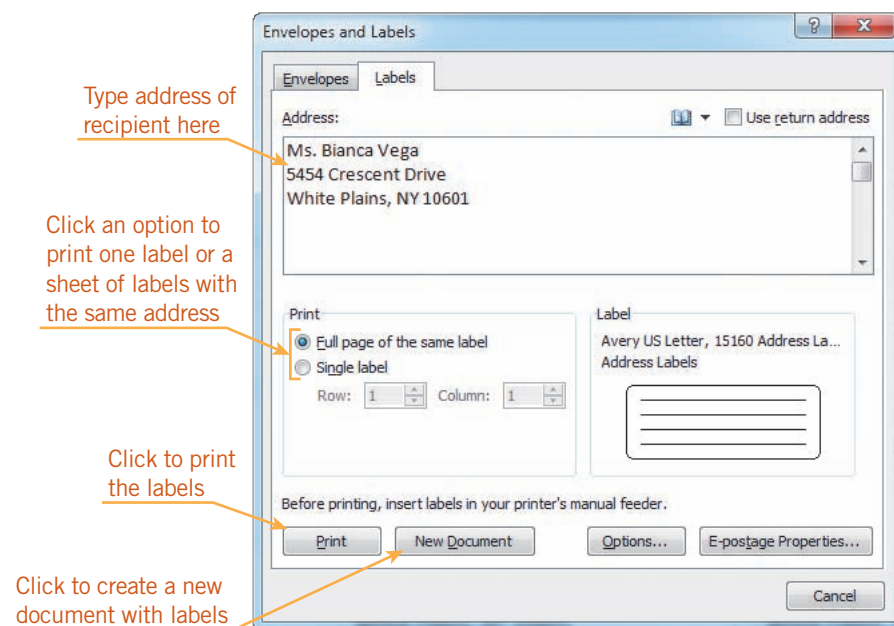 Envelopes and Labels
Envelopes
Labels
Type address of
recipient here
Address:
Use return address
Ms. Bianca Vega
5454 Crescent Drive
White Plains, NY 10601
Click an option to
print one label or a
sheet of labels with
the same address
Print
Full page of the same label
Single label
Row: 1 Column: 1
Label
Avery US Letter, 15160 Address La...
Address Labels
Click to print
the labels
Before printing, insert labels in your printer's manual feeder.
Print
New Document
Options...
E-postage Properties...
Click to create a new
document with labels
Cancel